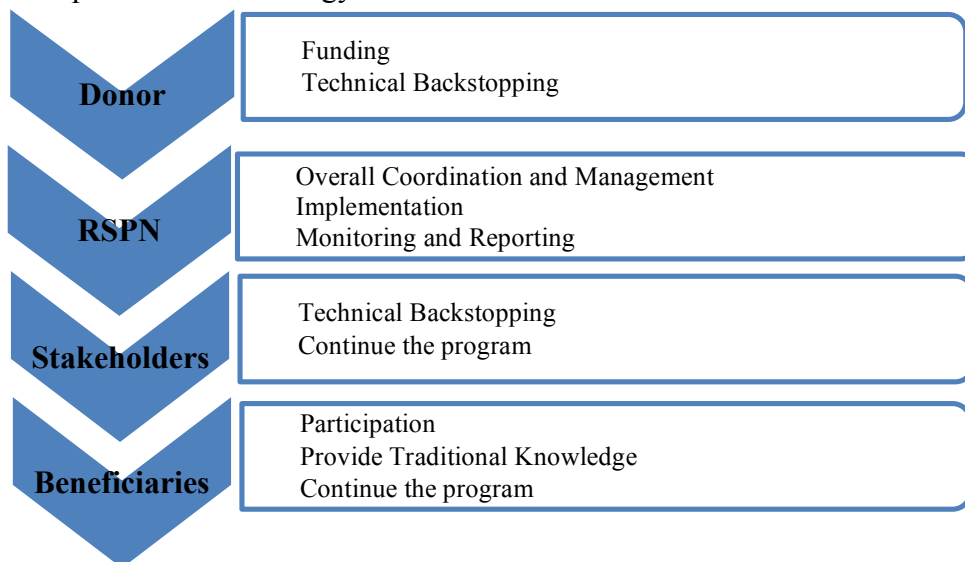 Donor
Funding
Technical Backstopping
RSPN
Overall Coordination and Management
Implementation
Monitoring and Reporting
Stakeholders
Technical Backstopping
Continue the program
Beneficiaries
Participation
Provide Traditional Knowledge
Continue the program